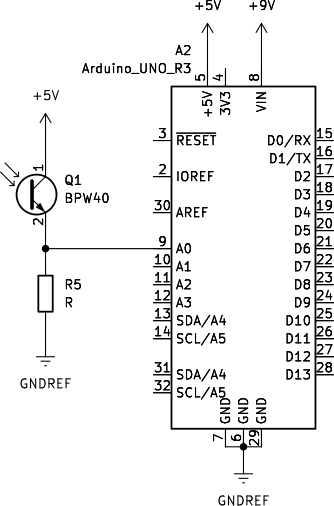 +5V +9V
A2
Arduino_UNO_R3
5 4 8
+5V 3V3 VIN
+5V
1
Q1
BPW40
2
R5
R
GNDREF
3 RESET D0/RX 15
D1/TX 16
2 IOREF D2 17
D3 18
30 AREF D4 19
D5 20
9 A0 D6 21
10 A1 D7 22
11 A2 D8 23
12 A3 D9 24
13 SDA/A4 D10 25
14 SCL/A5 D11 26
D12 27
31 SDA/A4 D13 28
32 SCL/A5
GND GND GND
7 6 29
GNDREF